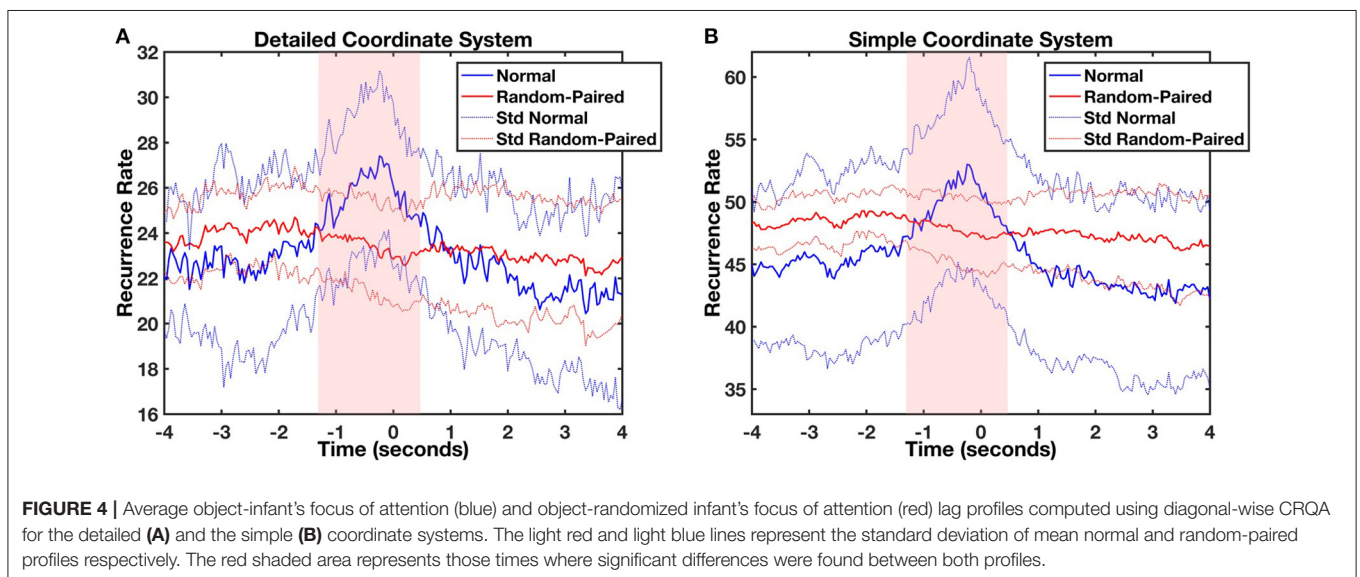 A
Detailed Coordinate System
32
30
28
26
24
22
20
18
16
Recurrence Rate
Normal
Random-Paired
Std Normal
Std Random-Paired
-4 -3 -2 -1 0 1 2 3 4
Time (seconds)
B
Simple Coordinate System
60
55
50
45
40
35
Recurrence Rate
Normal
Random-Paired
Std Normal
Std Random-Paired
-4 -3 -2 -1 0 1 2 3 4
Time (seconds)
FIGURE 4 | Average object-infant's focus of attention (blue) and object-randomized infant's focus of attention (red) lag profiles computed using diagonal-wise CRQA
for the detailed (A) and the simple (B) coordinate systems. The light red and light blue lines represent the standard deviation of mean normal and random-paired
profiles respectively. The red shaded area represents those times where significant differences were found between both profiles.